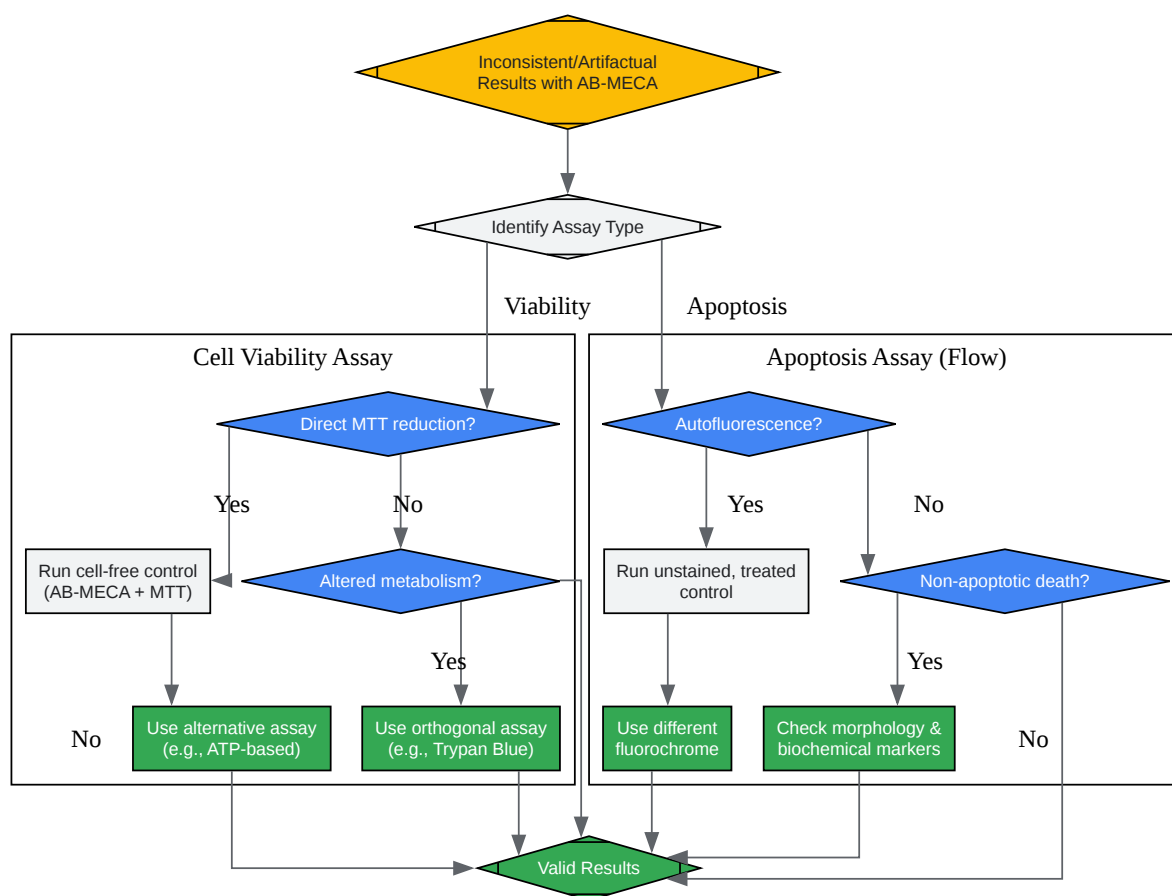 Inconsistent/Artifactual
Results with AB-MECA
Identify Assay Type
Viability
Apoptosis
Cell Viability Assay
Apoptosis Assay (Flow)
Direct MTT reduction?
Autofluorescence?
Yes
No
Yes
No
Run cell-free control
(AB-MECA + MTT)
Altered metabolism?
Run unstained, treated
control
Non-apoptotic death?
Yes
Yes
No
Use alternative assay
(e.g., ATP-based)
Use orthogonal assay
(e.g., Trypan Blue)
Use different
fluorochrome
Check morphology &
biochemical markers
No
Valid Results